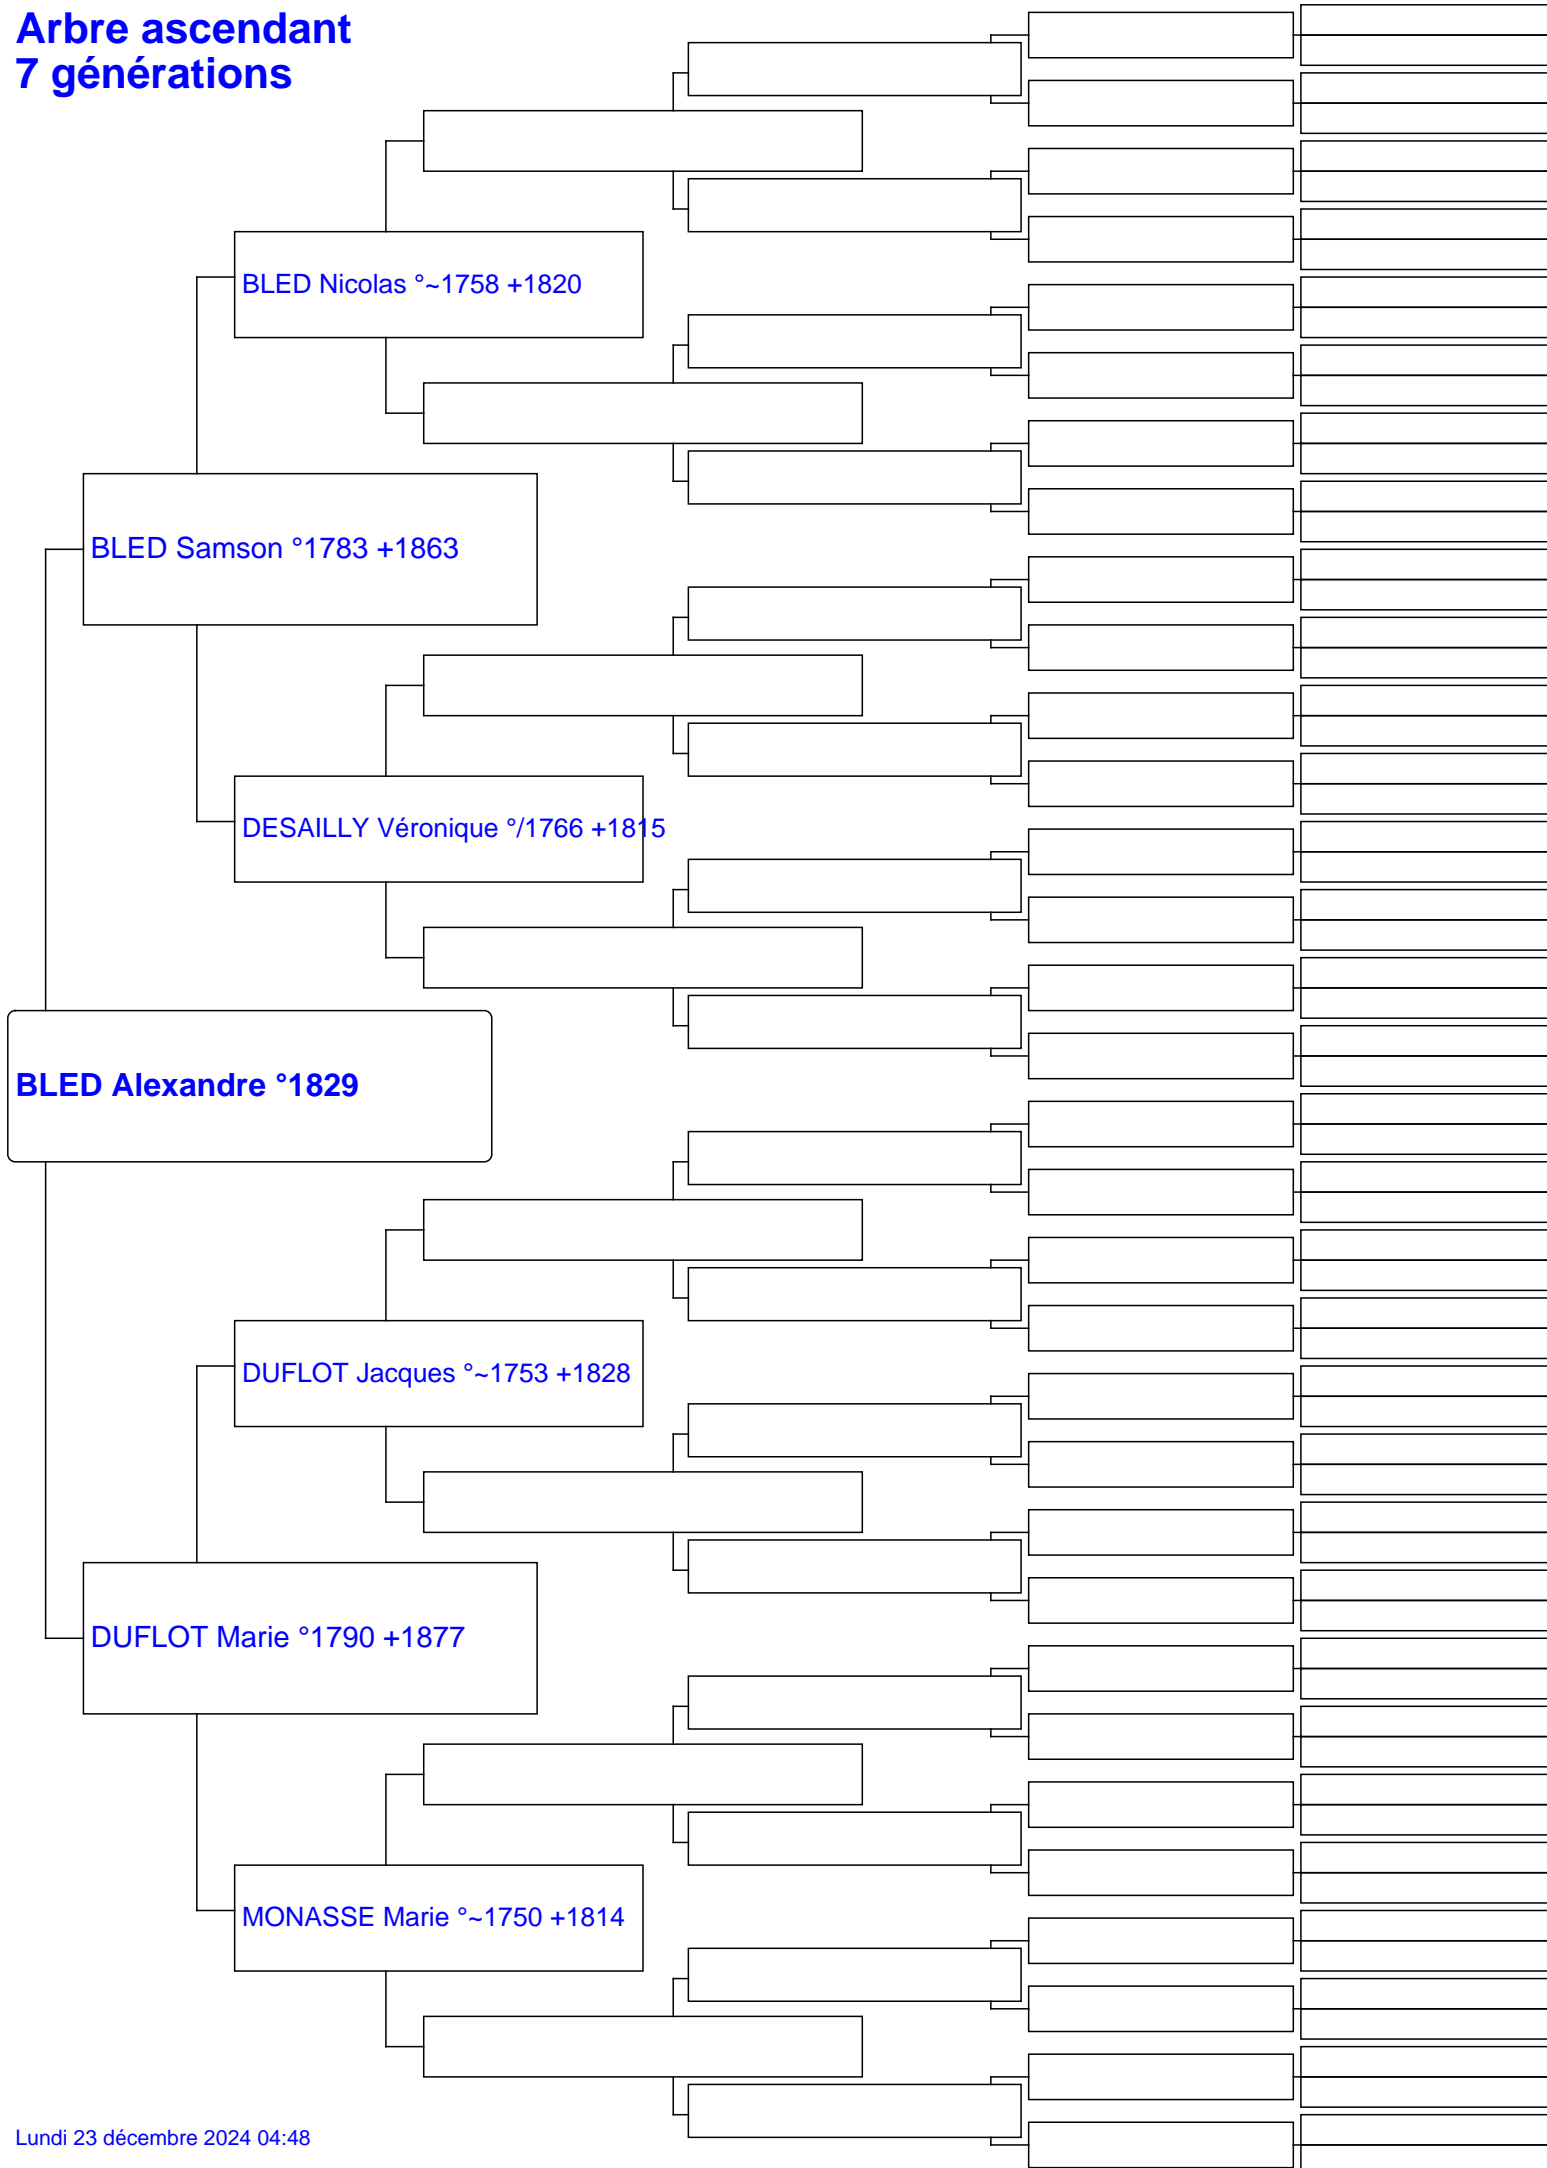 Arbre ascendant
7 générations
BLED Nicolas °~1758 +1820
BLED Samson °1783 +1863
DESAILLY Véronique °/1766 +1815
BLED Alexandre °1829
DUFLOT Jacques °~1753 +1828
DUFLOT Marie °1790 +1877
MONASSE Marie °~1750 +1814
Lundi 23 décembre 2024 04:48